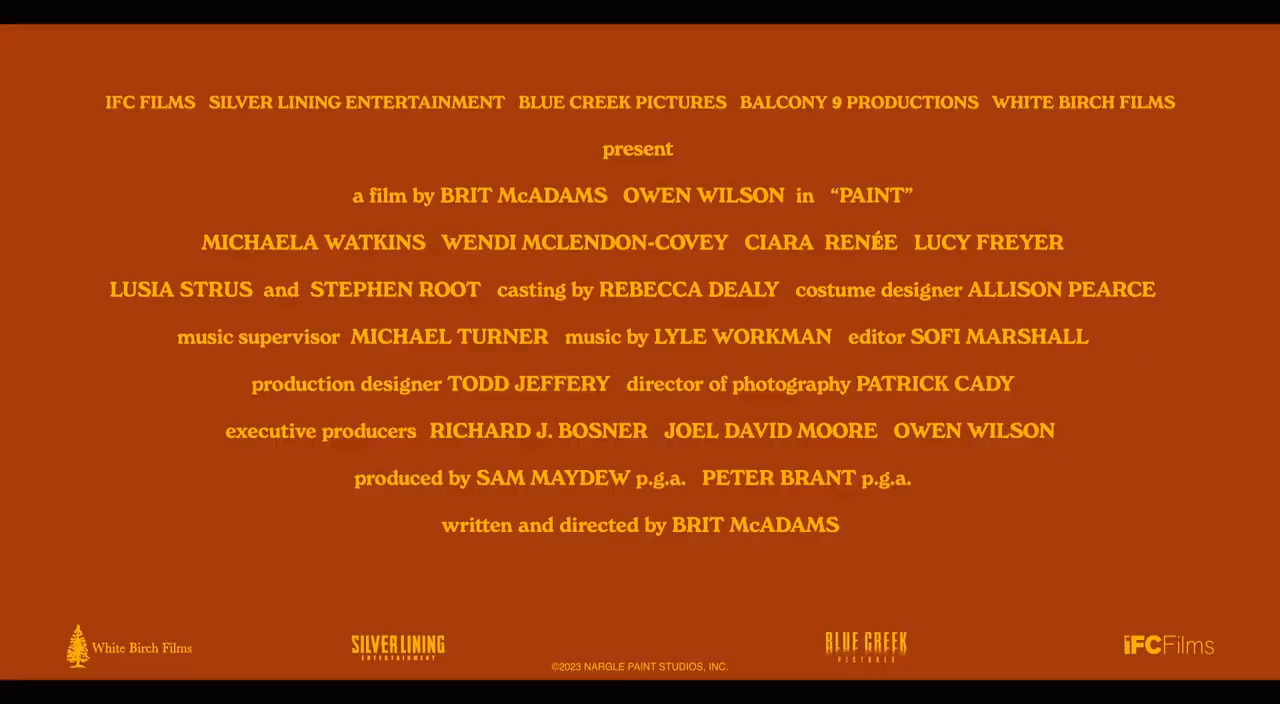 IFC FILMS SILVER LINING ENTERTAINMENT BLUE CREEK PICTURES BALCONY 9 PRODUCTIONS WHITE BIRCH FILMS
present
a film by BRIT McADAMS OWEN WILSON in “PAINT”
MICHAELA WATKINS WENDI MCLENDON-COVEY CIARA RENÉE LUCY FREYER
LUSIA STRUS and STEPHEN ROOT casting by REBECCA DEALY costume designer ALLISON PEARCE
music supervisor MICHAEL TURNER music by LYLE WORKMAN editor SOFI MARSHALL
production designer TODD JEFFERY director of photography PATRICK CADY
executive producers RICHARD J. BOSNER JOEL DAVID MOORE OWEN WILSON
produced by SAM MAYDEW p.g.a. PETER BRANT p.g.a.
written and directed by BRIT McADAMS
White Birch Films
SILVER LINING
ENTERTAINMENT
©2023 NARGLE PAINT STUDIOS, INC.
BLUE CREEK
PICTURES
IFC Films